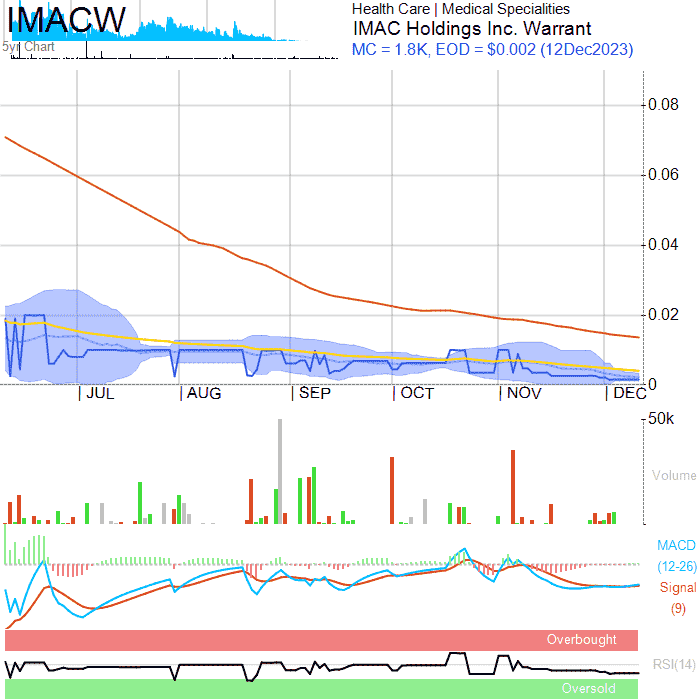 IMACW
5yr Chart
Health Care | Medical Specialities
IMAC Holdings Inc. Warrant
MC = 1.8K, EOD = $0.002 (12Dec2023)
0.08
0.06
0.04
0.02
0
JUL AUG SEP OCT NOV DEC
50k
Volume
MACD
(12-26)
Signal
(9)
Overbought
RSI(14)
Oversold